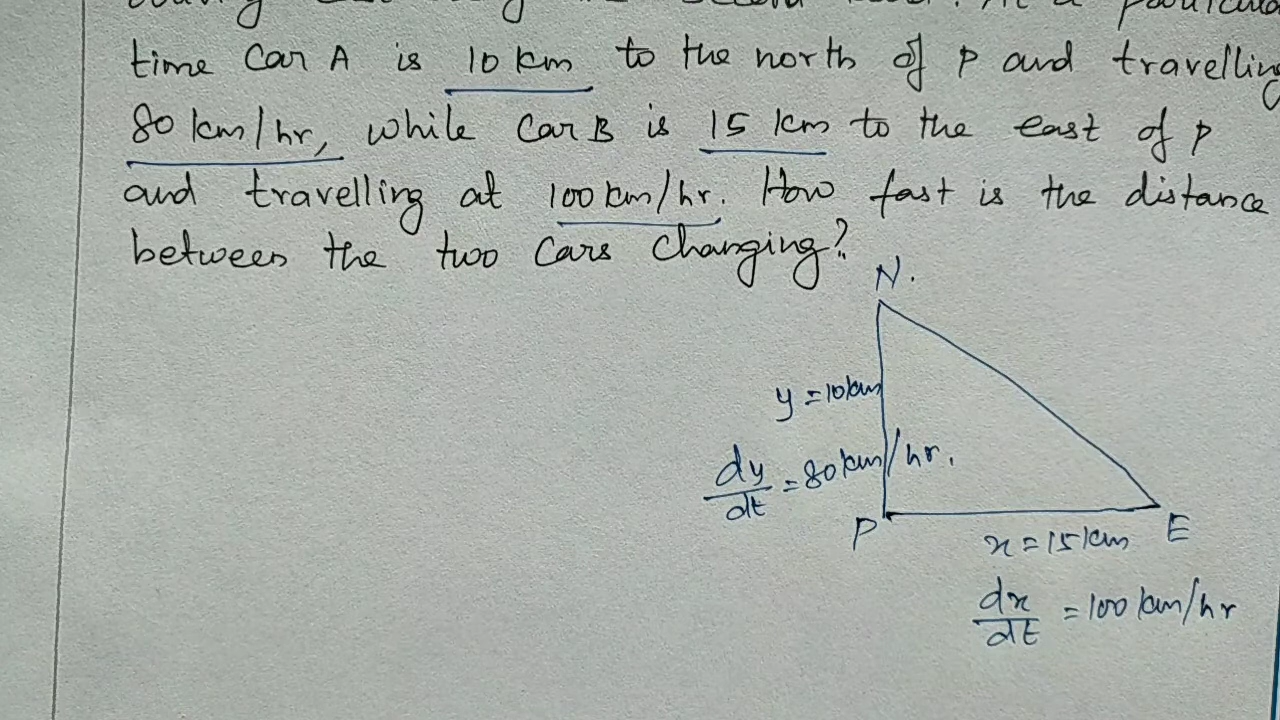 time Car A is 10 km to the north of P and travelling
80 km/hr, while Car B is 15 km to the east of P
and travelling at 100 km/hr. How fast is the distance
between the two Cars Changing?
N.
y = 10km
dy/dt = 80 km/hr.
P
E
x = 15 km
dx/dt = 100 km/hr